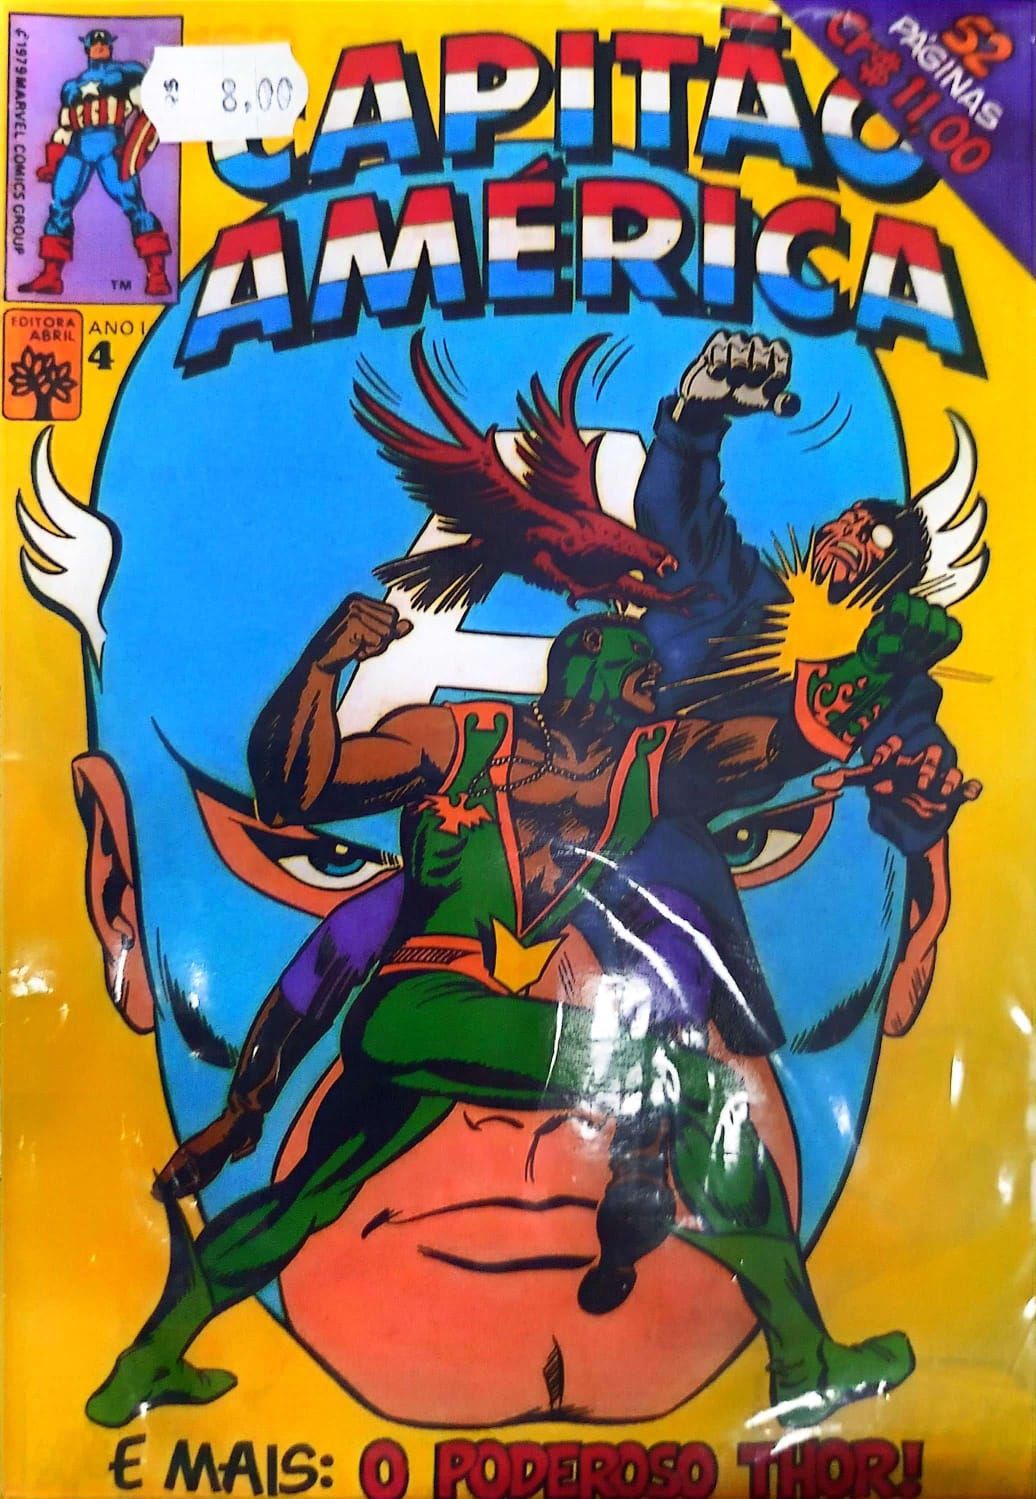 © 1979 MARVEL COMICS GROUP
TM
R$ 8,00
CAPITÃO
AMÉRICA
52
PÁGINAS
Cr$ 11,00
EDITORA
ABRIL
ANO I
4
A
E MAIS: O PODEROSO THOR!